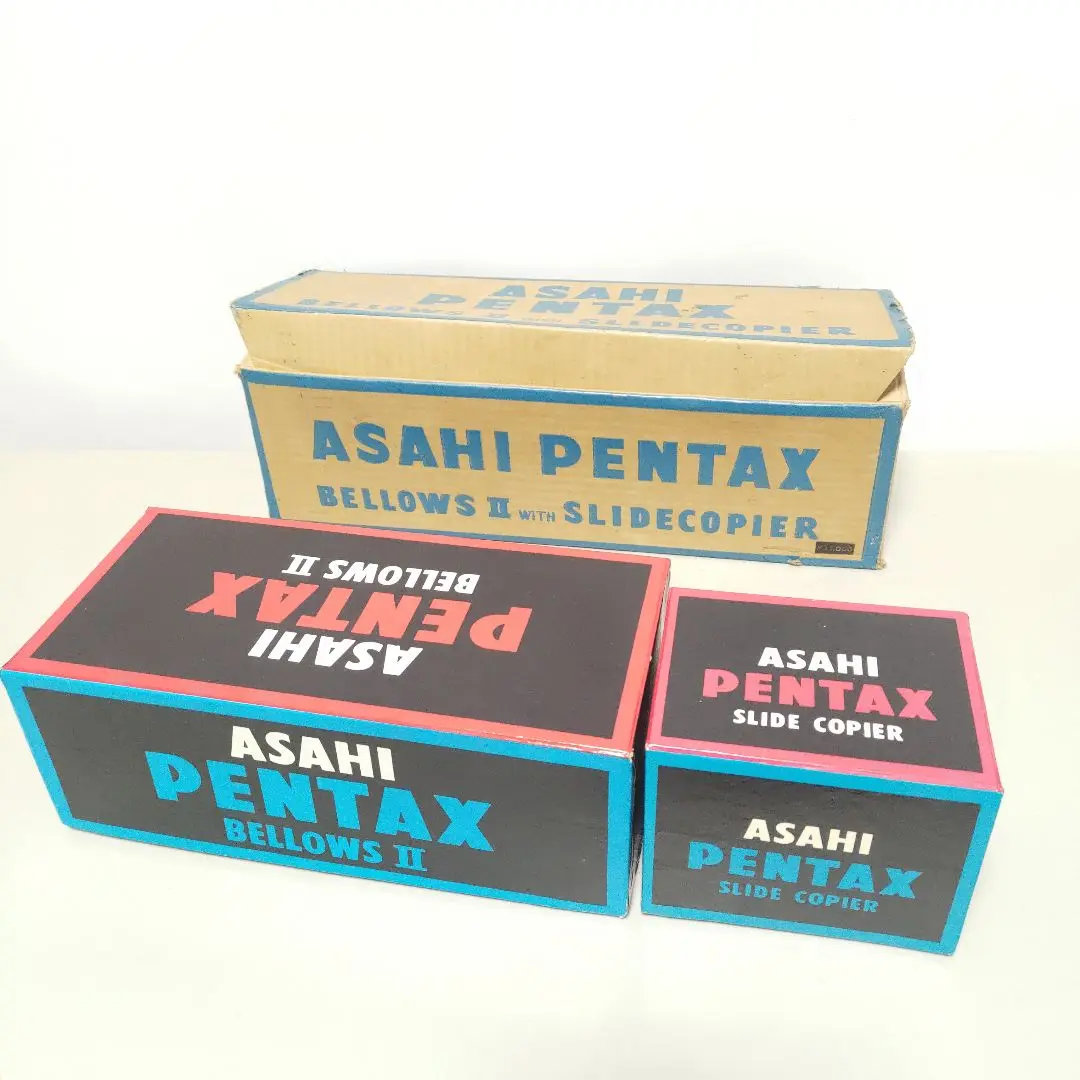 ASAHI
PENTAX
BELLOWS II WITH SLIDECOPIER
ASAHI PENTAX
BELLOWS II WITH SLIDECOPIER
ASAHI
PENTAX
BELLOWS II
ASAHI
PENTAX
BELLOWS II
ASAHI
PENTAX
SLIDE COPIER
ASAHI
PENTAX
SLIDE COPIER